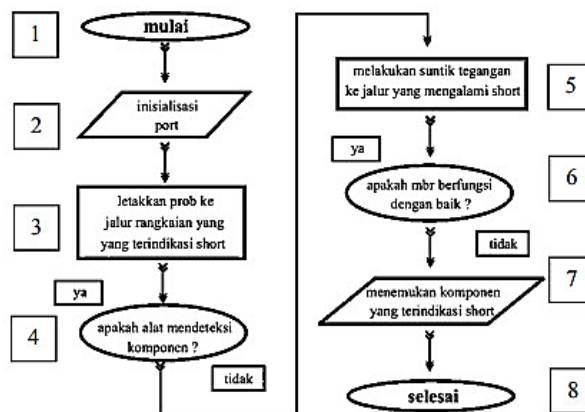 1
mulai
2
inisialisasi
port
3
letakkan prob ke
jalur rangkaian yang
yang terindikasi short
ya
4
apakah alat mendeteksi
komponen ?
tidak
melakukan suntik tegangan
ke jalur yang mengalami short
5
ya
apakah mbr berfungsi
dengan baik ?
6
tidak
7
menemukan komponen
yang terindikasi short
selesai
8